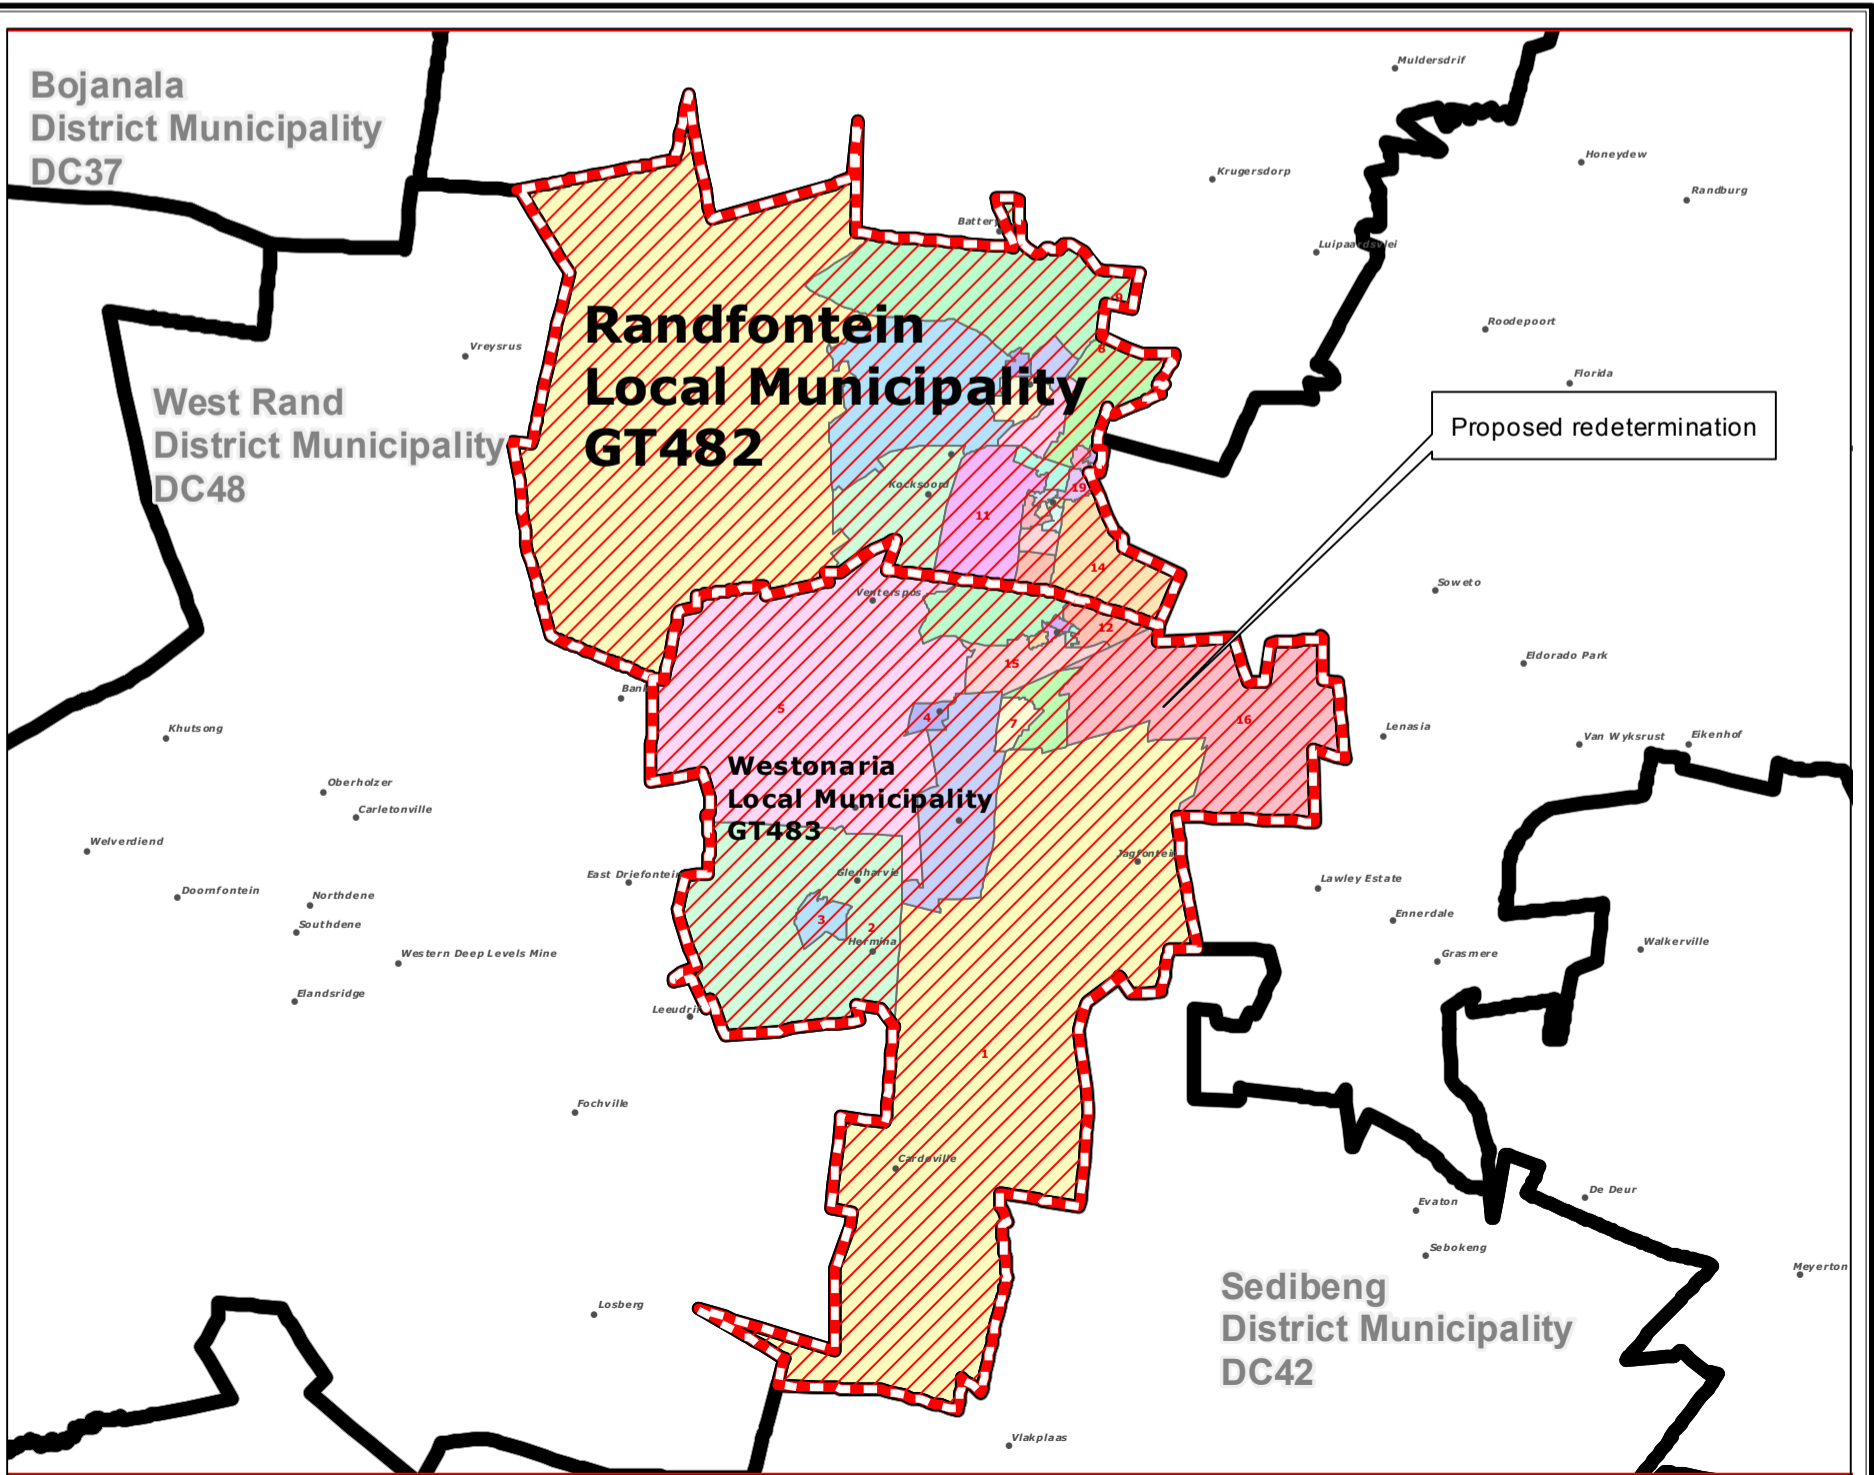 Bojanala
District Municipality
DC37
Muldersdrif
Honeydew
Krugersdorp
Randburg
Luipaardsvlei
9
Randfontein
Local Municipality
GT482
Roodepoort
Vreysrus
8
Florida
West Rand
District Municipality
DC48
Proposed redetermination
Kocksoord
19
11
14
Soweto
Venterspos
12
15
Eldorado Park
5
4
7
16
Khutsong
Lenasia
Van Wyksrust
Eikenhof
Westonaria
Local Municipality
GT483
Oberholzer
Carletonville
Welverdiend
East Driefontein
Glenharvie
Jagfontein
Doornfontein
Northdene
Lawley Estate
3
2
Southdene
Ennerdale
Hermina
Walkerville
Western Deep Levels Mine
Grasmere
Elandsridge
1
Fochville
Cardoville
De Deur
Evaton
Sebokeng
Meyerton
Losberg
Sedibeng
District Municipality
DC42
Vlakplaas